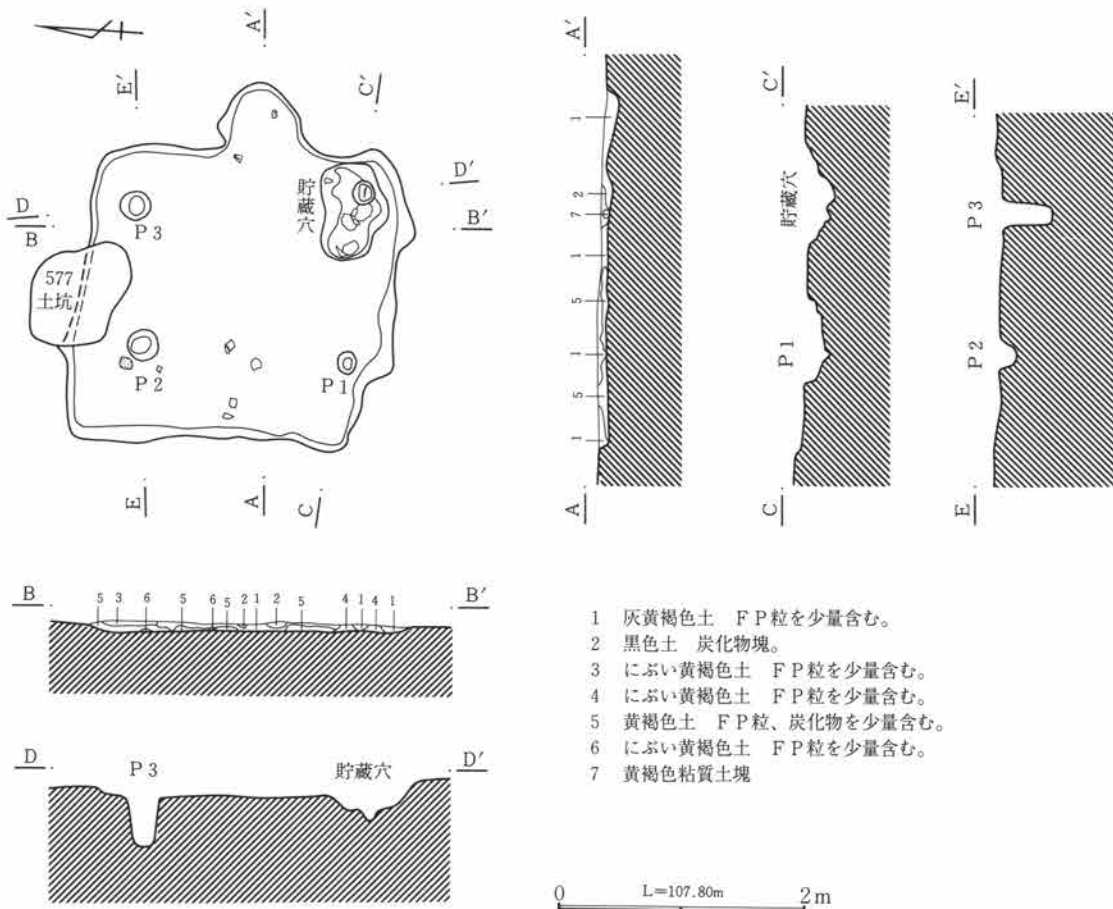 A′
E′
C′
D′
B′
D
B
貯蔵穴
P3
577
土坑
P2
P1
E
A
C
A′
1
2
7
1
5
1
5
1
A
C′
貯蔵穴
P1
C
E′
P3
P2
E
B
5 3 6 5 6 5 2 1 2 5 4 1 4 1
B′
D
P3
貯蔵穴
D′
1 灰黄褐色土 FP粒を少量含む。
2 黒色土 炭化物塊。
3 にぶい黄褐色土 FP粒を少量含む。
4 にぶい黄褐色土 FP粒を少量含む。
5 黄褐色土 FP粒、炭化物を少量含む。
6 にぶい黄褐色土 FP粒を少量含む。
7 黄褐色粘質土塊
0 L=107.80m 2m